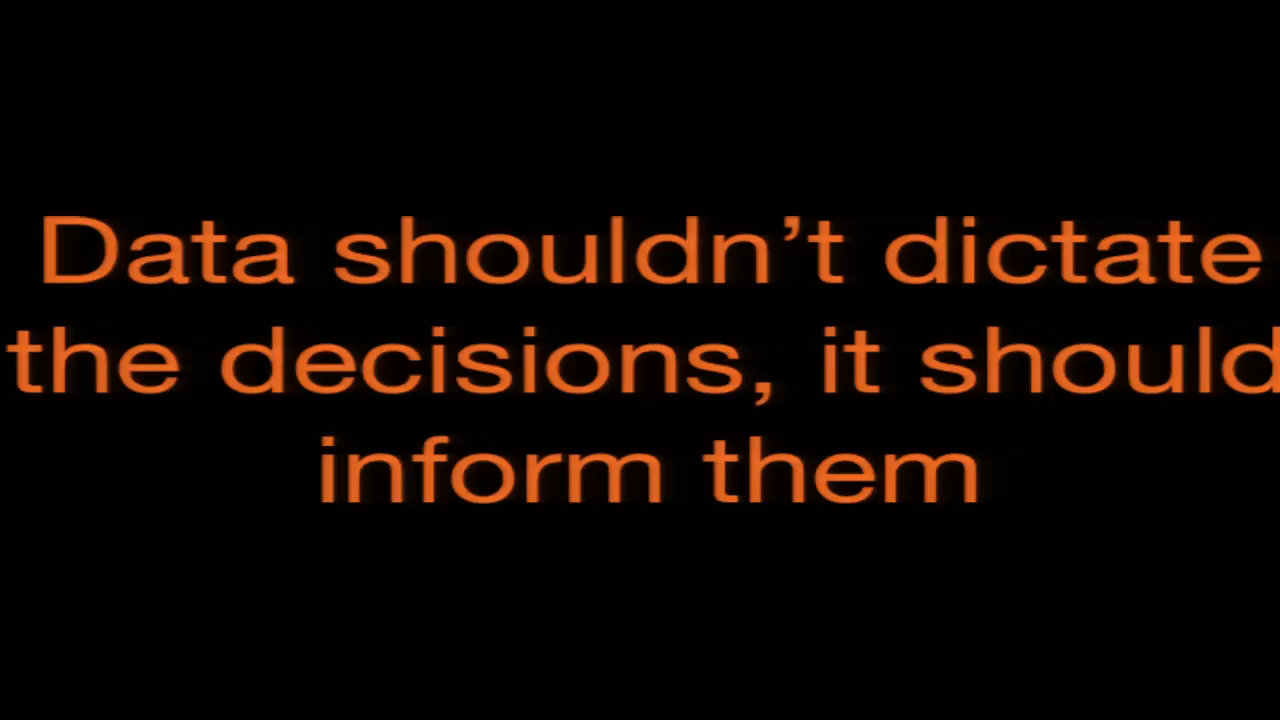 Data shouldn’t dictate
the decisions, it should
inform them